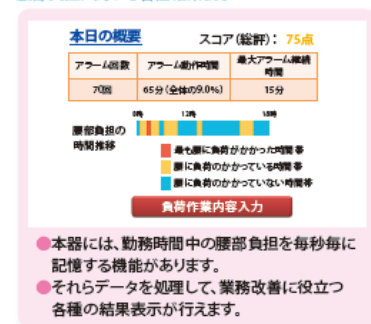 本日の概要 スコア(総評): 75点
アラーム回数 アラーム動作時間 最大アラーム継続時間
70回 65分(全体の9.0%) 15分
腰部負担の
時間推移
12時
最も腰に負荷がかかった時間帯
腰に負荷のかかっている時間帯
腰に負荷のかかっていない時間帯
負荷作業内容入力
●本器には、勤務時間中の腰部負担を毎秒毎に
記憶する機能があります。
●それらデータを処理して、業務改善に役立つ
各種の結果表示が行えます。